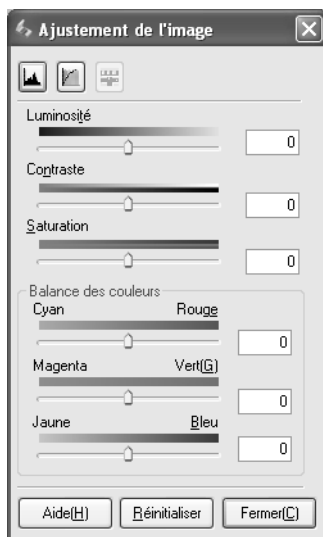 Ajustement de l'image
Luminosité
0
Contraste
0
Saturation
0
Balance des couleurs
Cyan Rouge
0
Magenta Vert(G)
0
Jaune Bleu
0
Aide(H) Réinitialiser Fermer(C)